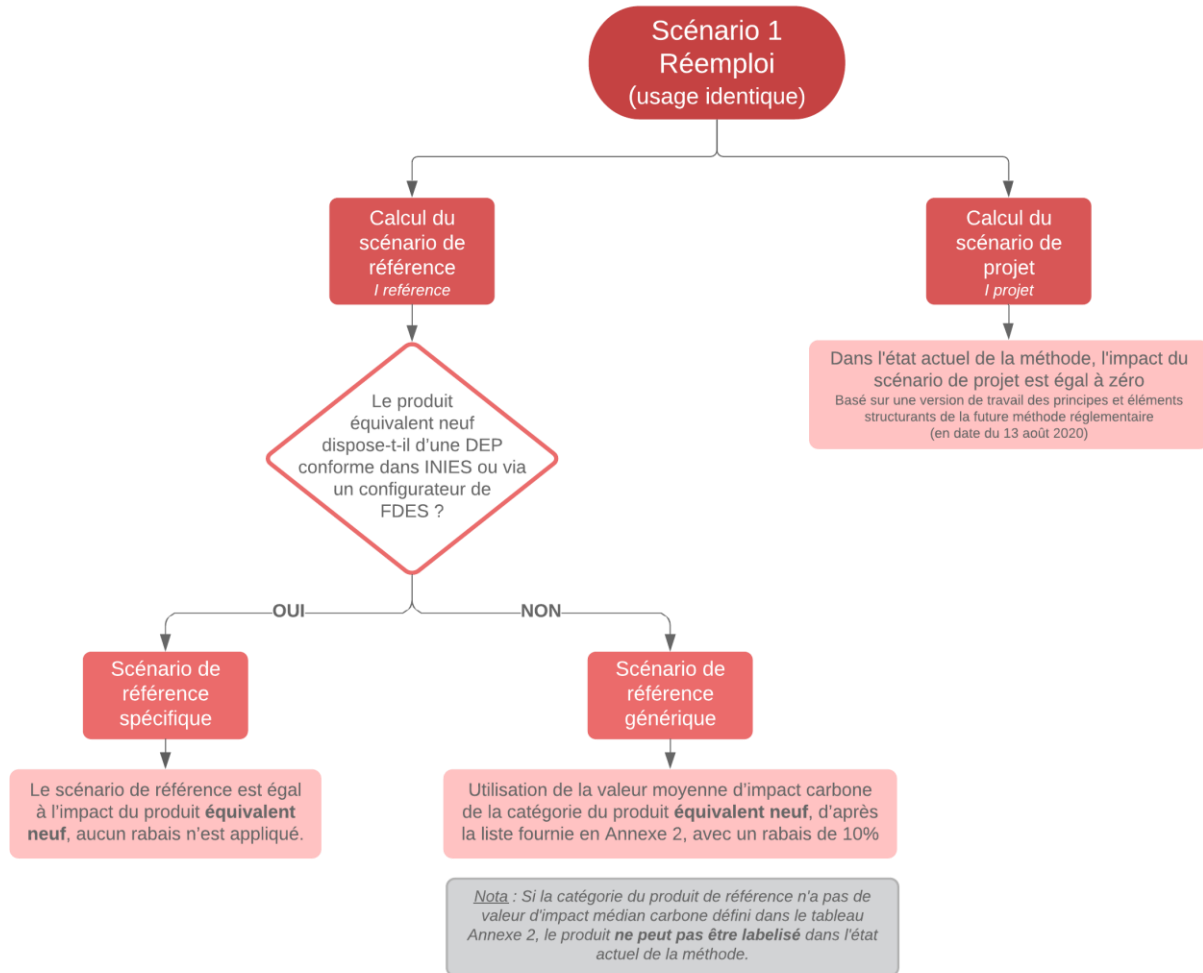 Scénario 1
Réemploi
(usage identique)
Calcul du
scénario de
référence
I reférence
Calcul du
scénario de
projet
I projet
Dans l'état actuel de la méthode, l'impact du
scénario de projet est égal à zéro
Basé sur une version de travail des principes et éléments
structurants de la future méthode réglementaire
(en date du 13 août 2020)
Le produit
équivalent neuf
dispose-t-il d’une DEP
conforme dans INIES ou via
un configurateur de
FDES ?
OUI
NON
Scénario de
référence
spécifique
Scénario de
référence
générique
Le scénario de référence est égal
à l’impact du produit équivalent
neuf, aucun rabais n’est appliqué.
Utilisation de la valeur moyenne d’impact carbone
de la catégorie du produit équivalent neuf, d’après
la liste fournie en Annexe 2, avec un rabais de 10%
Nota : Si la catégorie du produit de référence n'a pas de
valeur d'impact médian carbone défini dans le tableau
Annexe 2, le produit ne peut pas être labelisé dans l'état
actuel de la méthode.